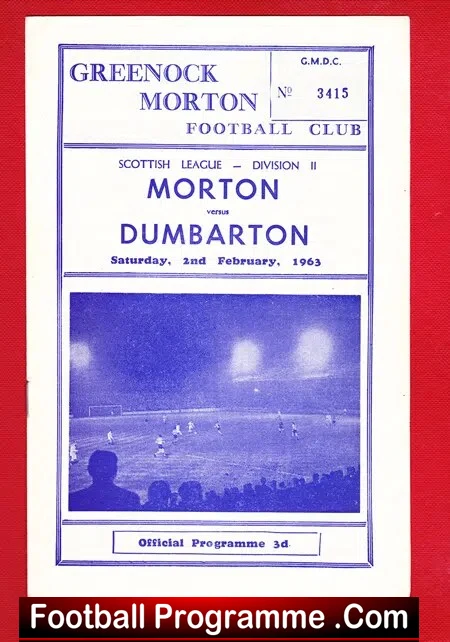 G.M.D.C.
GREENOCK
Nº 3415
MORTON
FOOTBALL CLUB
SCOTTISH LEAGUE – DIVISION II
MORTON
versus
DUMBARTON
Saturday, 2nd February, 1963
Official Programme 3d.
Football Programme .Com